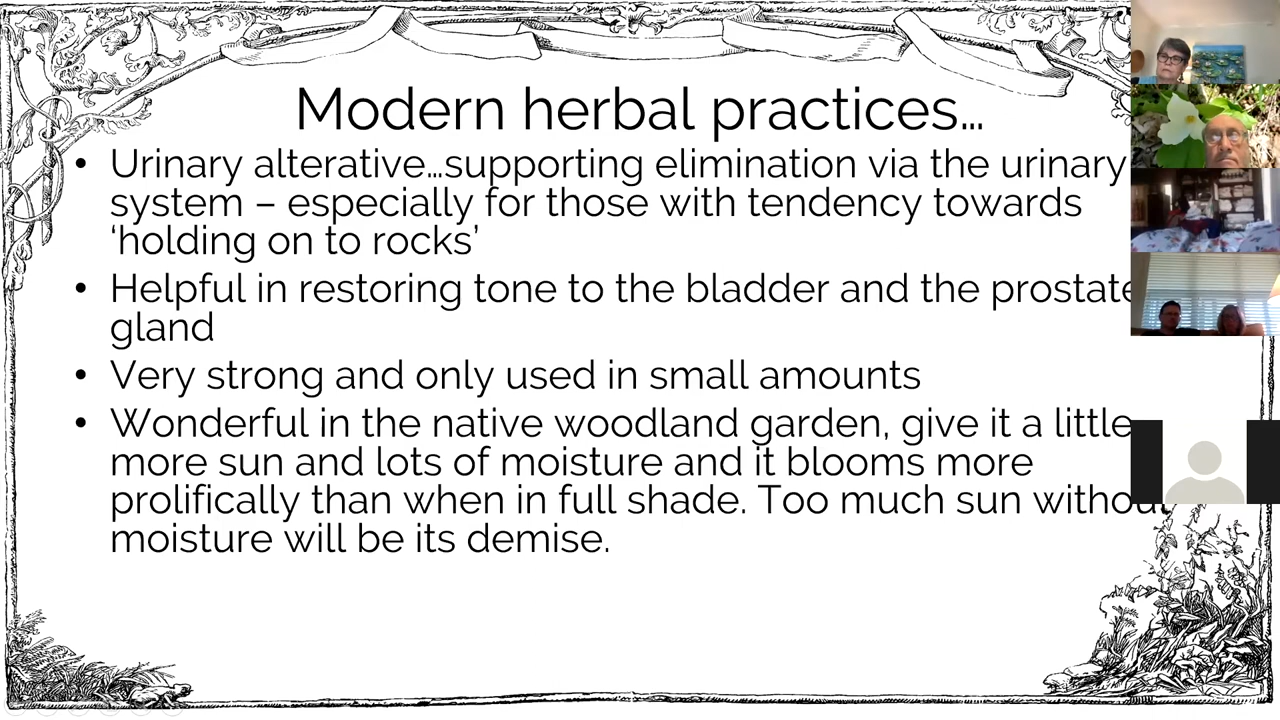 Modern herbal practices…
• Urinary alterative…supporting elimination via the urinary
system – especially for those with tendency towards
‘holding on to rocks’
• Helpful in restoring tone to the bladder and the prostate
gland
• Very strong and only used in small amounts
• Wonderful in the native woodland garden, give it a little
more sun and lots of moisture and it blooms more
prolifically than when in full shade. Too much sun without
moisture will be its demise.